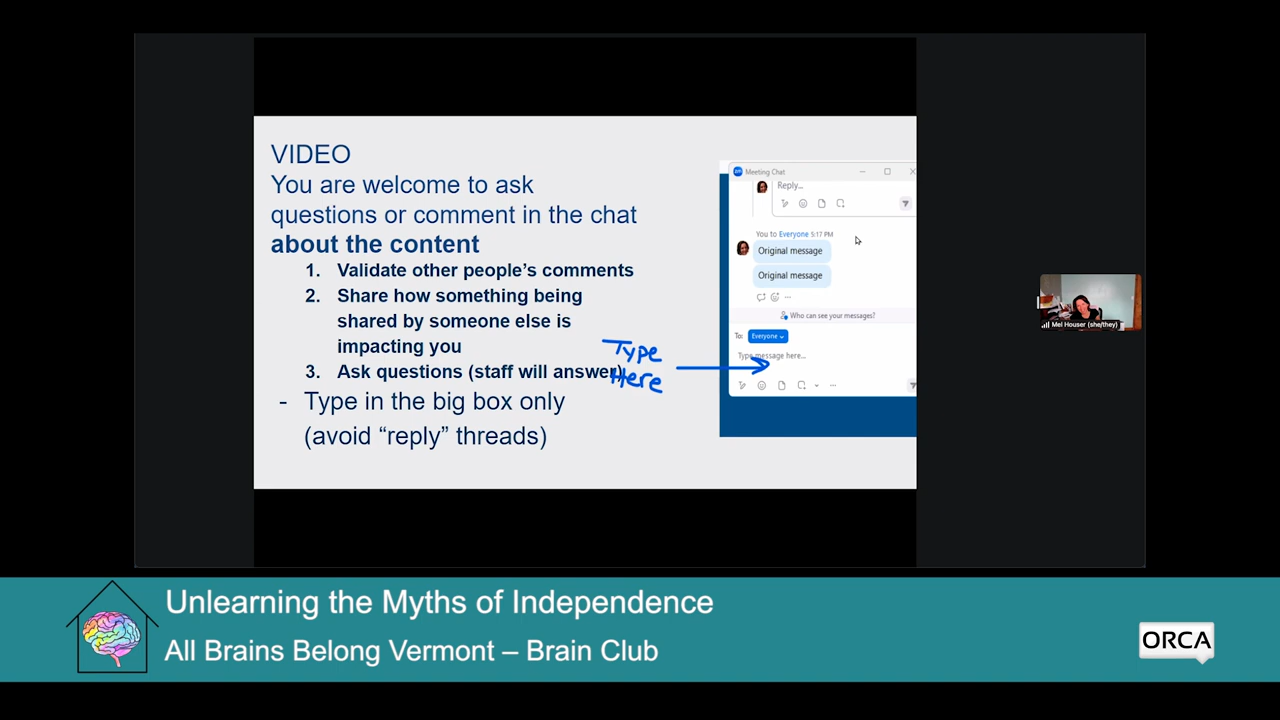 VIDEO
You are welcome to ask
questions or comment in the chat
about the content
1. Validate other people’s comments
2. Share how something being
shared by someone else is
impacting you
3. Ask questions (staff will answer)
- Type in the big box only
(avoid “reply” threads)
Type
Here
Meeting Chat
Reply...
You to Everyone 5:17 PM
Original message
Original message
Who can see your messages?
To: Everyone
Type message here...
Mel Houser (she/they)
Unlearning the Myths of Independence
All Brains Belong Vermont – Brain Club
ORCA